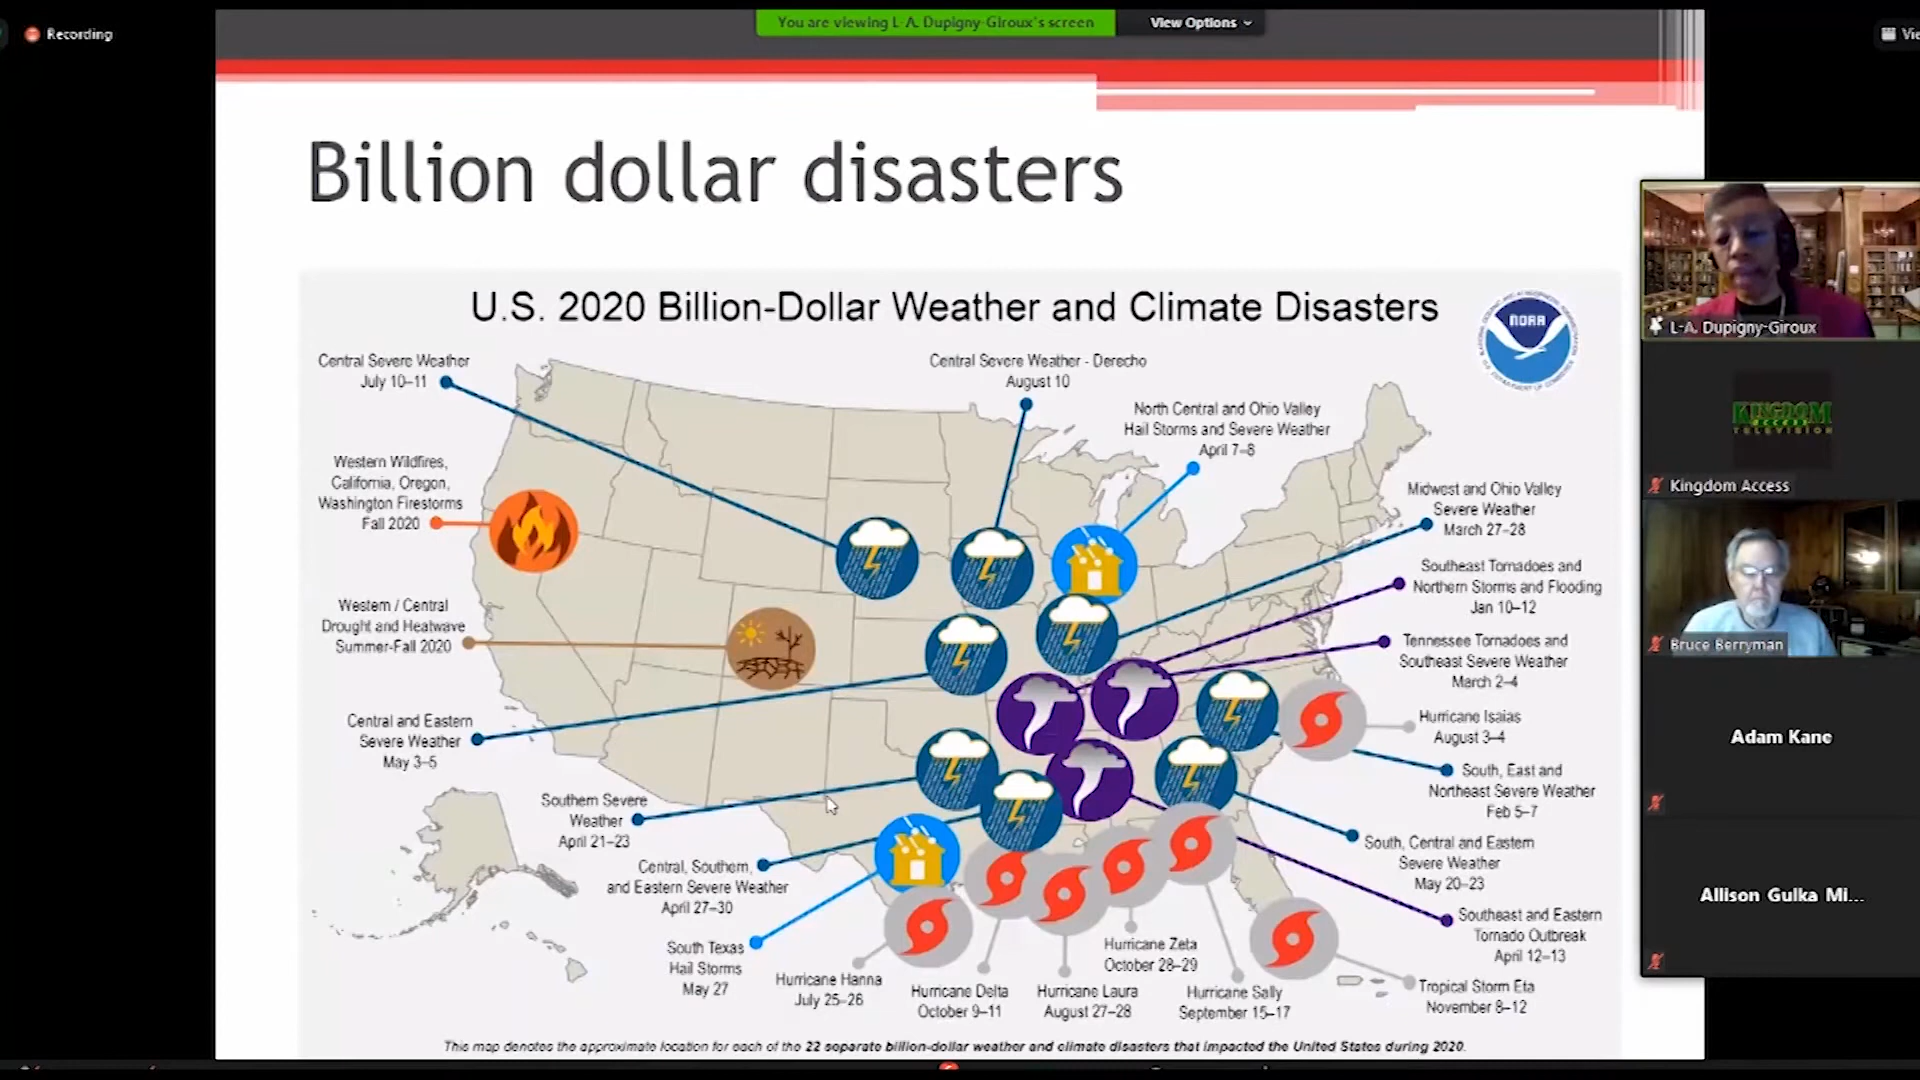 Recording
You are viewing L-A. Dupigny-Giroux's screen
View Options
Vie
Billion dollar disasters
U.S. 2020 Billion-Dollar Weather and Climate Disasters
NOAA
Central Severe Weather
July 10–11
Central Severe Weather - Derecho
August 10
North Central and Ohio Valley
Hail Storms and Severe Weather
April 7–8
Western Wildfires,
California, Oregon,
Washington Firestorms
Fall 2020
Midwest and Ohio Valley
Severe Weather
March 27–28
Southeast Tornadoes and
Northern Storms and Flooding
Jan 10–12
Western / Central
Drought and Heatwave
Summer-Fall 2020
Tennessee Tornadoes and
Southeast Severe Weather
March 2–4
Hurricane Isaias
August 3–4
Central and Eastern
Severe Weather
May 3–5
South, East and
Northeast Severe Weather
Feb 5–7
Southern Severe
Weather
April 21–23
South, Central and Eastern
Severe Weather
May 20–23
Central, Southern,
and Eastern Severe Weather
April 27–30
Southeast and Eastern
Tornado Outbreak
April 12–13
South Texas
Hail Storms
May 27
Hurricane Hanna
July 25–26
Hurricane Delta
October 9–11
Hurricane Laura
August 27–28
Hurricane Zeta
October 28–29
Hurricane Sally
September 15–17
Tropical Storm Eta
November 8–12
This map denotes the approximate location for each of the 22 separate billion-dollar weather and climate disasters that impacted the United States during 2020.
L-A. Dupigny-Giroux
KINGDOM
ACCESS
TELEVISION
Kingdom Access
Bruce Berryman
Adam Kane
Allison Gulka Mi...